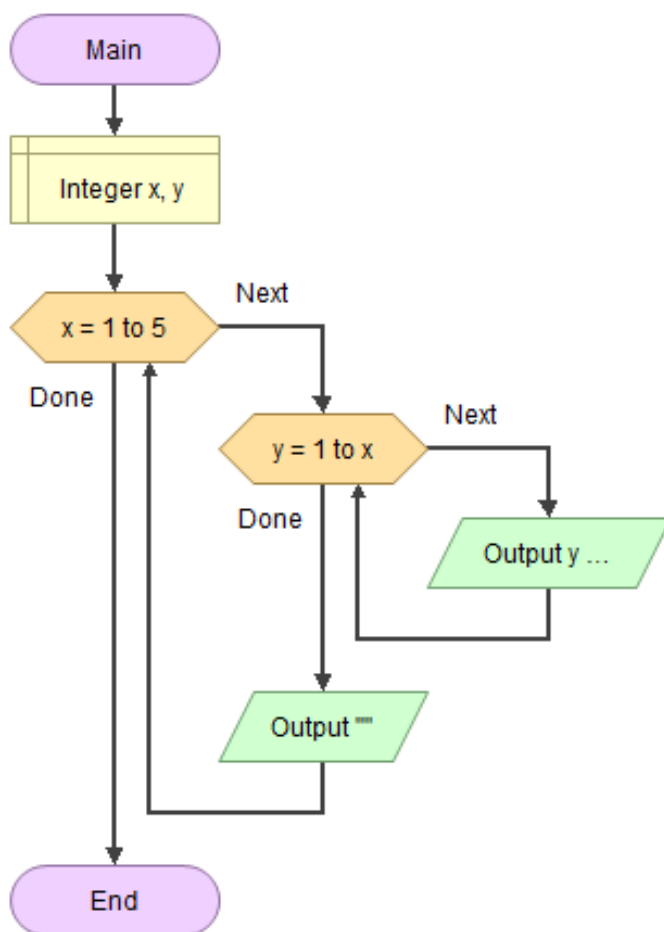 Main
Integer x, y
x = 1 to 5
Next
Done
y = 1 to x
Next
Done
Output y ...
Output ""
End